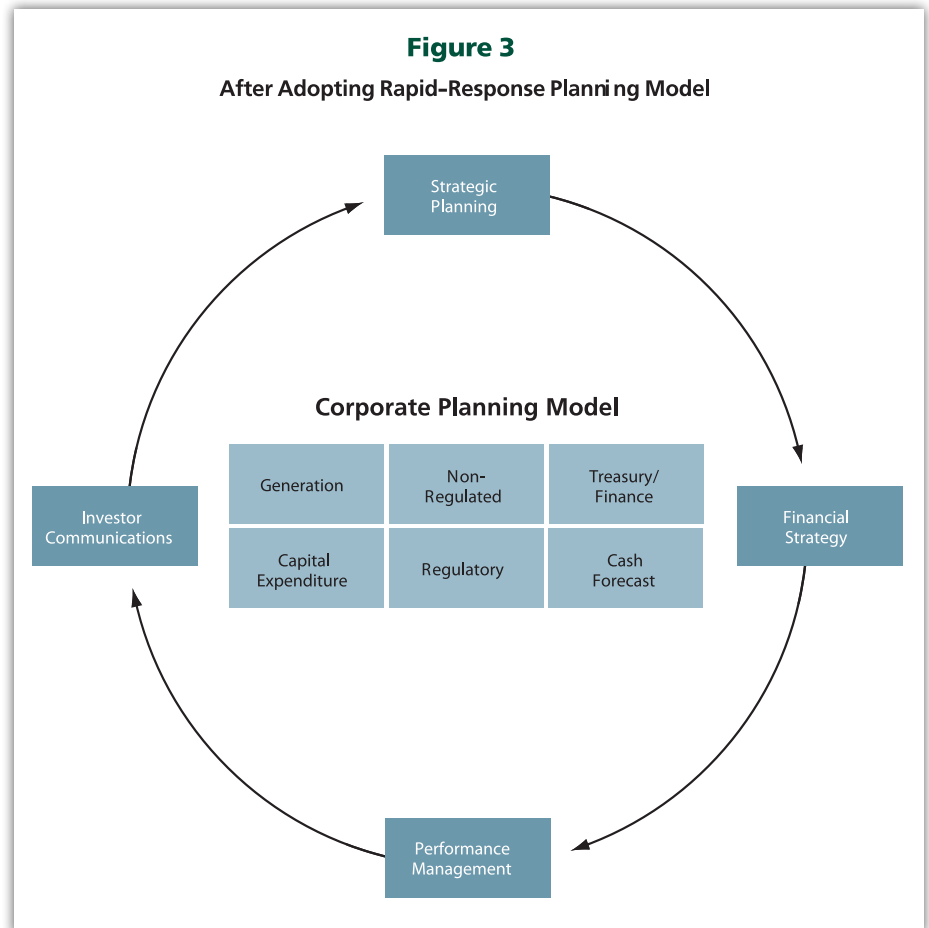 Figure 3
After Adopting Rapid-Response Planning Model
Strategic
Planning
Corporate Planning Model
Generation
Non-
Regulated
Treasury/
Finance
Investor
Communications
Financial
Strategy
Capital
Expenditure
Regulatory
Cash
Forecast
Performance
Management